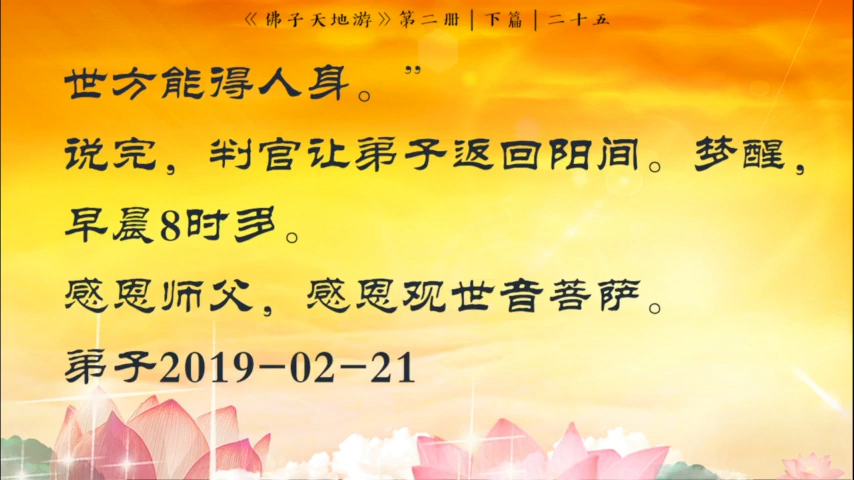 《佛子天地游》第二册|下篇|二十五
世方能得人身。”
说完，判官让弟子返回阳间。梦醒，
早晨8时多。
感恩师父，感恩观世音菩萨。
弟子2019-02-21